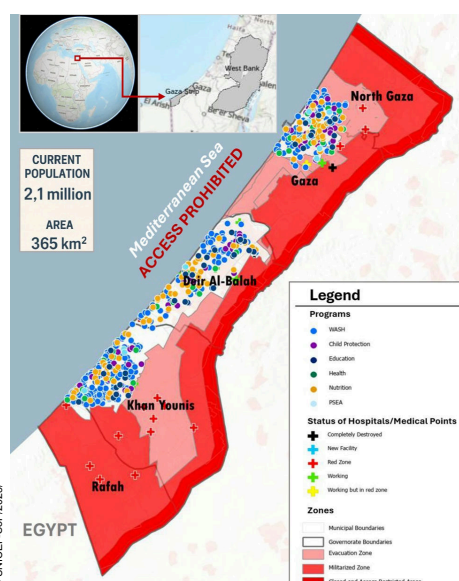 West Bank
Gaza Strip
Gaza
El Arish
Be'er Sheva
North Gaza
CURRENT
POPULATION
2,1 million
AREA
365 km²
Mediterranean Sea
ACCESS PROHIBITED
Gaza
Deir Al-Balah
Khan Younis
Rafah
EGYPT
Legend
Programs
WASH
Child Protection
Education
Health
Nutrition
PSEA
Status of Hospitals/Medical Points
Completely Destroyed
New Facility
Red Zone
Working
Working but in red zone
Zones
Municipal Boundaries
Governorate Boundaries
Evacuation Zone
Militarized Zone